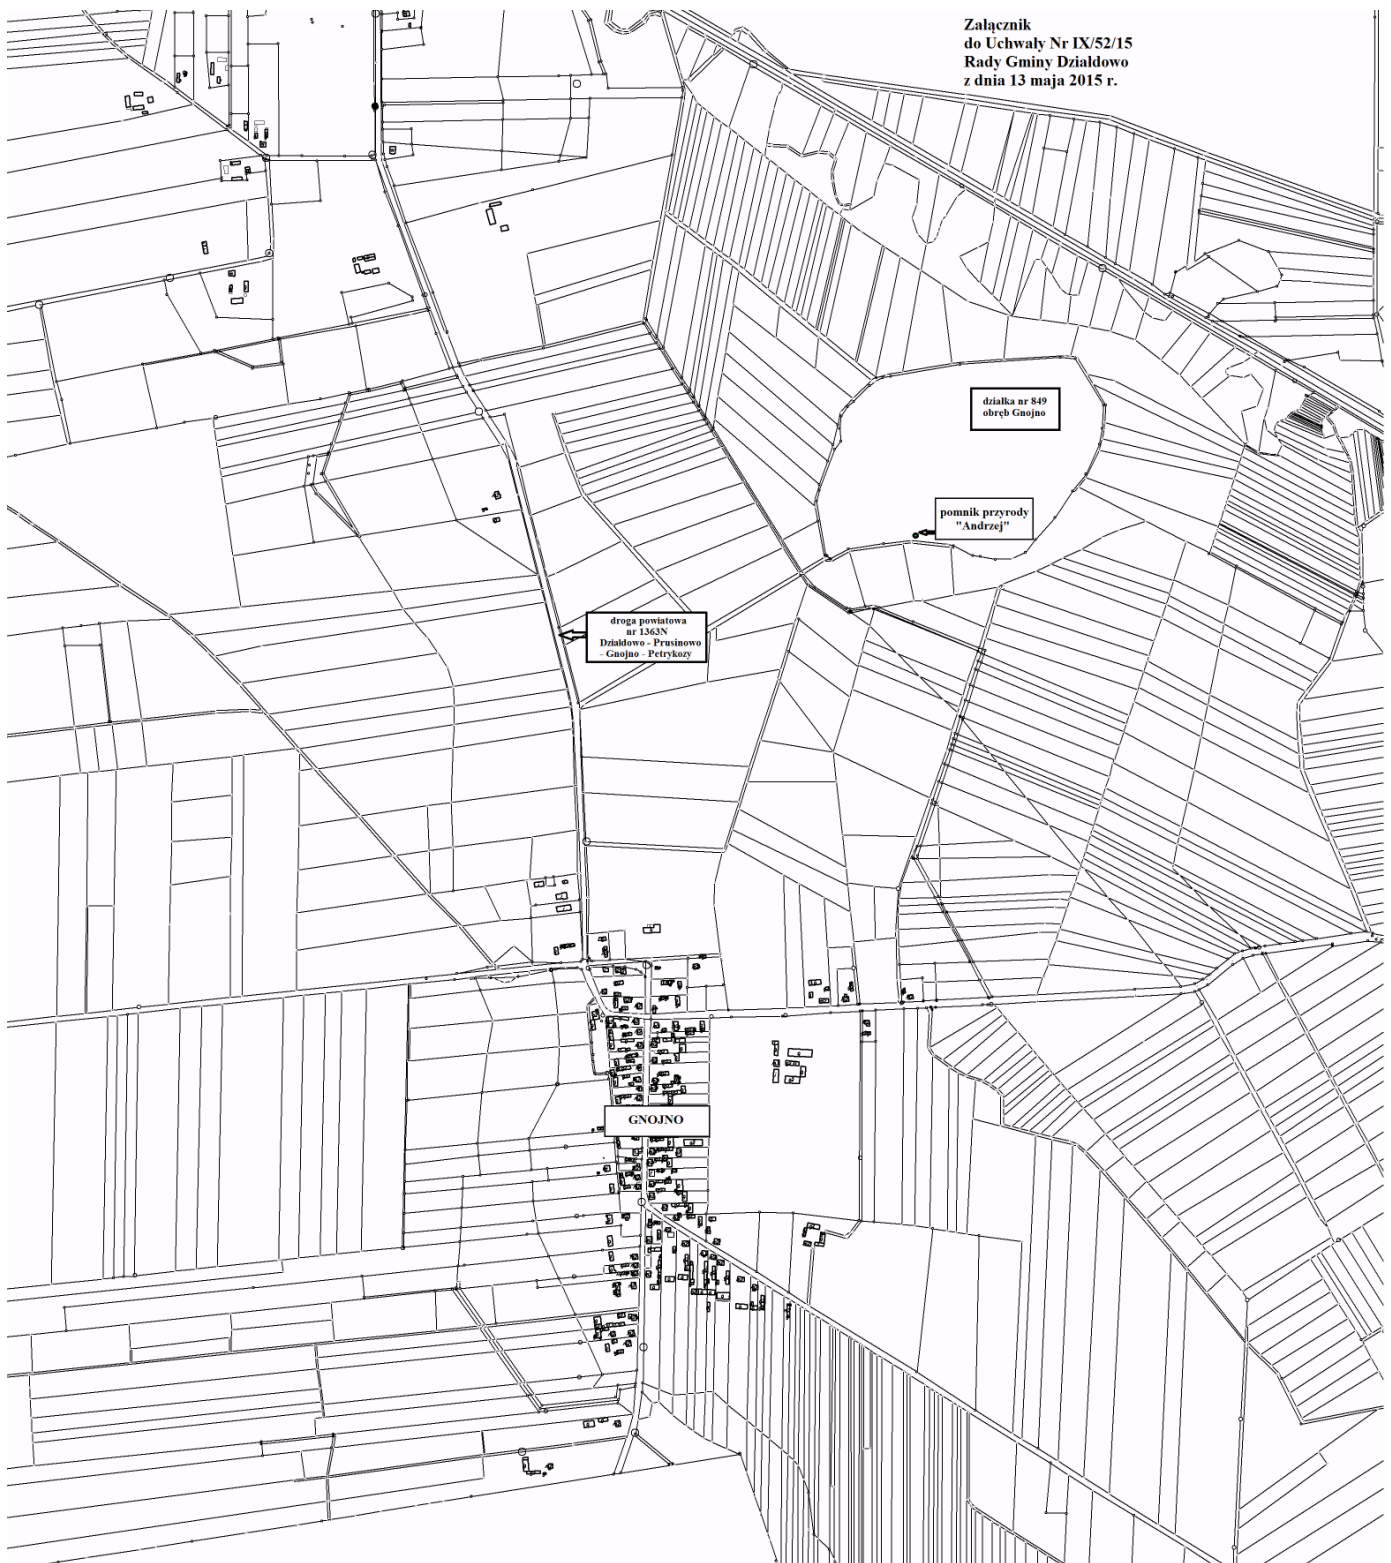 Załącznik
do Uchwały Nr IX/52/15
Rady Gminy Działdowo
z dnia 13 maja 2015 r.
działka nr 849
obręb Gnojno
pomnik przyrody
"Andrzej"
droga powiatowa
nr 1363N
Działdowo - Prusinowo
- Gnojno - Petrykozy
GNOJNO